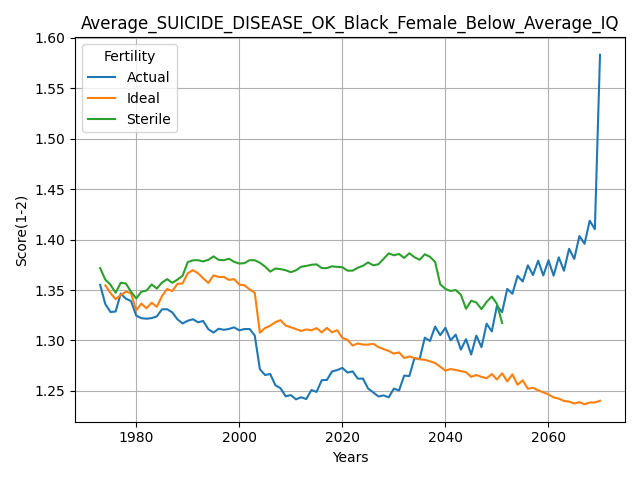 Average_SUICIDE_DISEASE_OK_Black_Female_Below_Average_IQ
1.60
1.55
1.50
1.45
1.40
1.35
1.30
1.25
Score(1-2)
Fertility
Actual
Ideal
Sterile
1980
2000
2020
2040
2060
Years